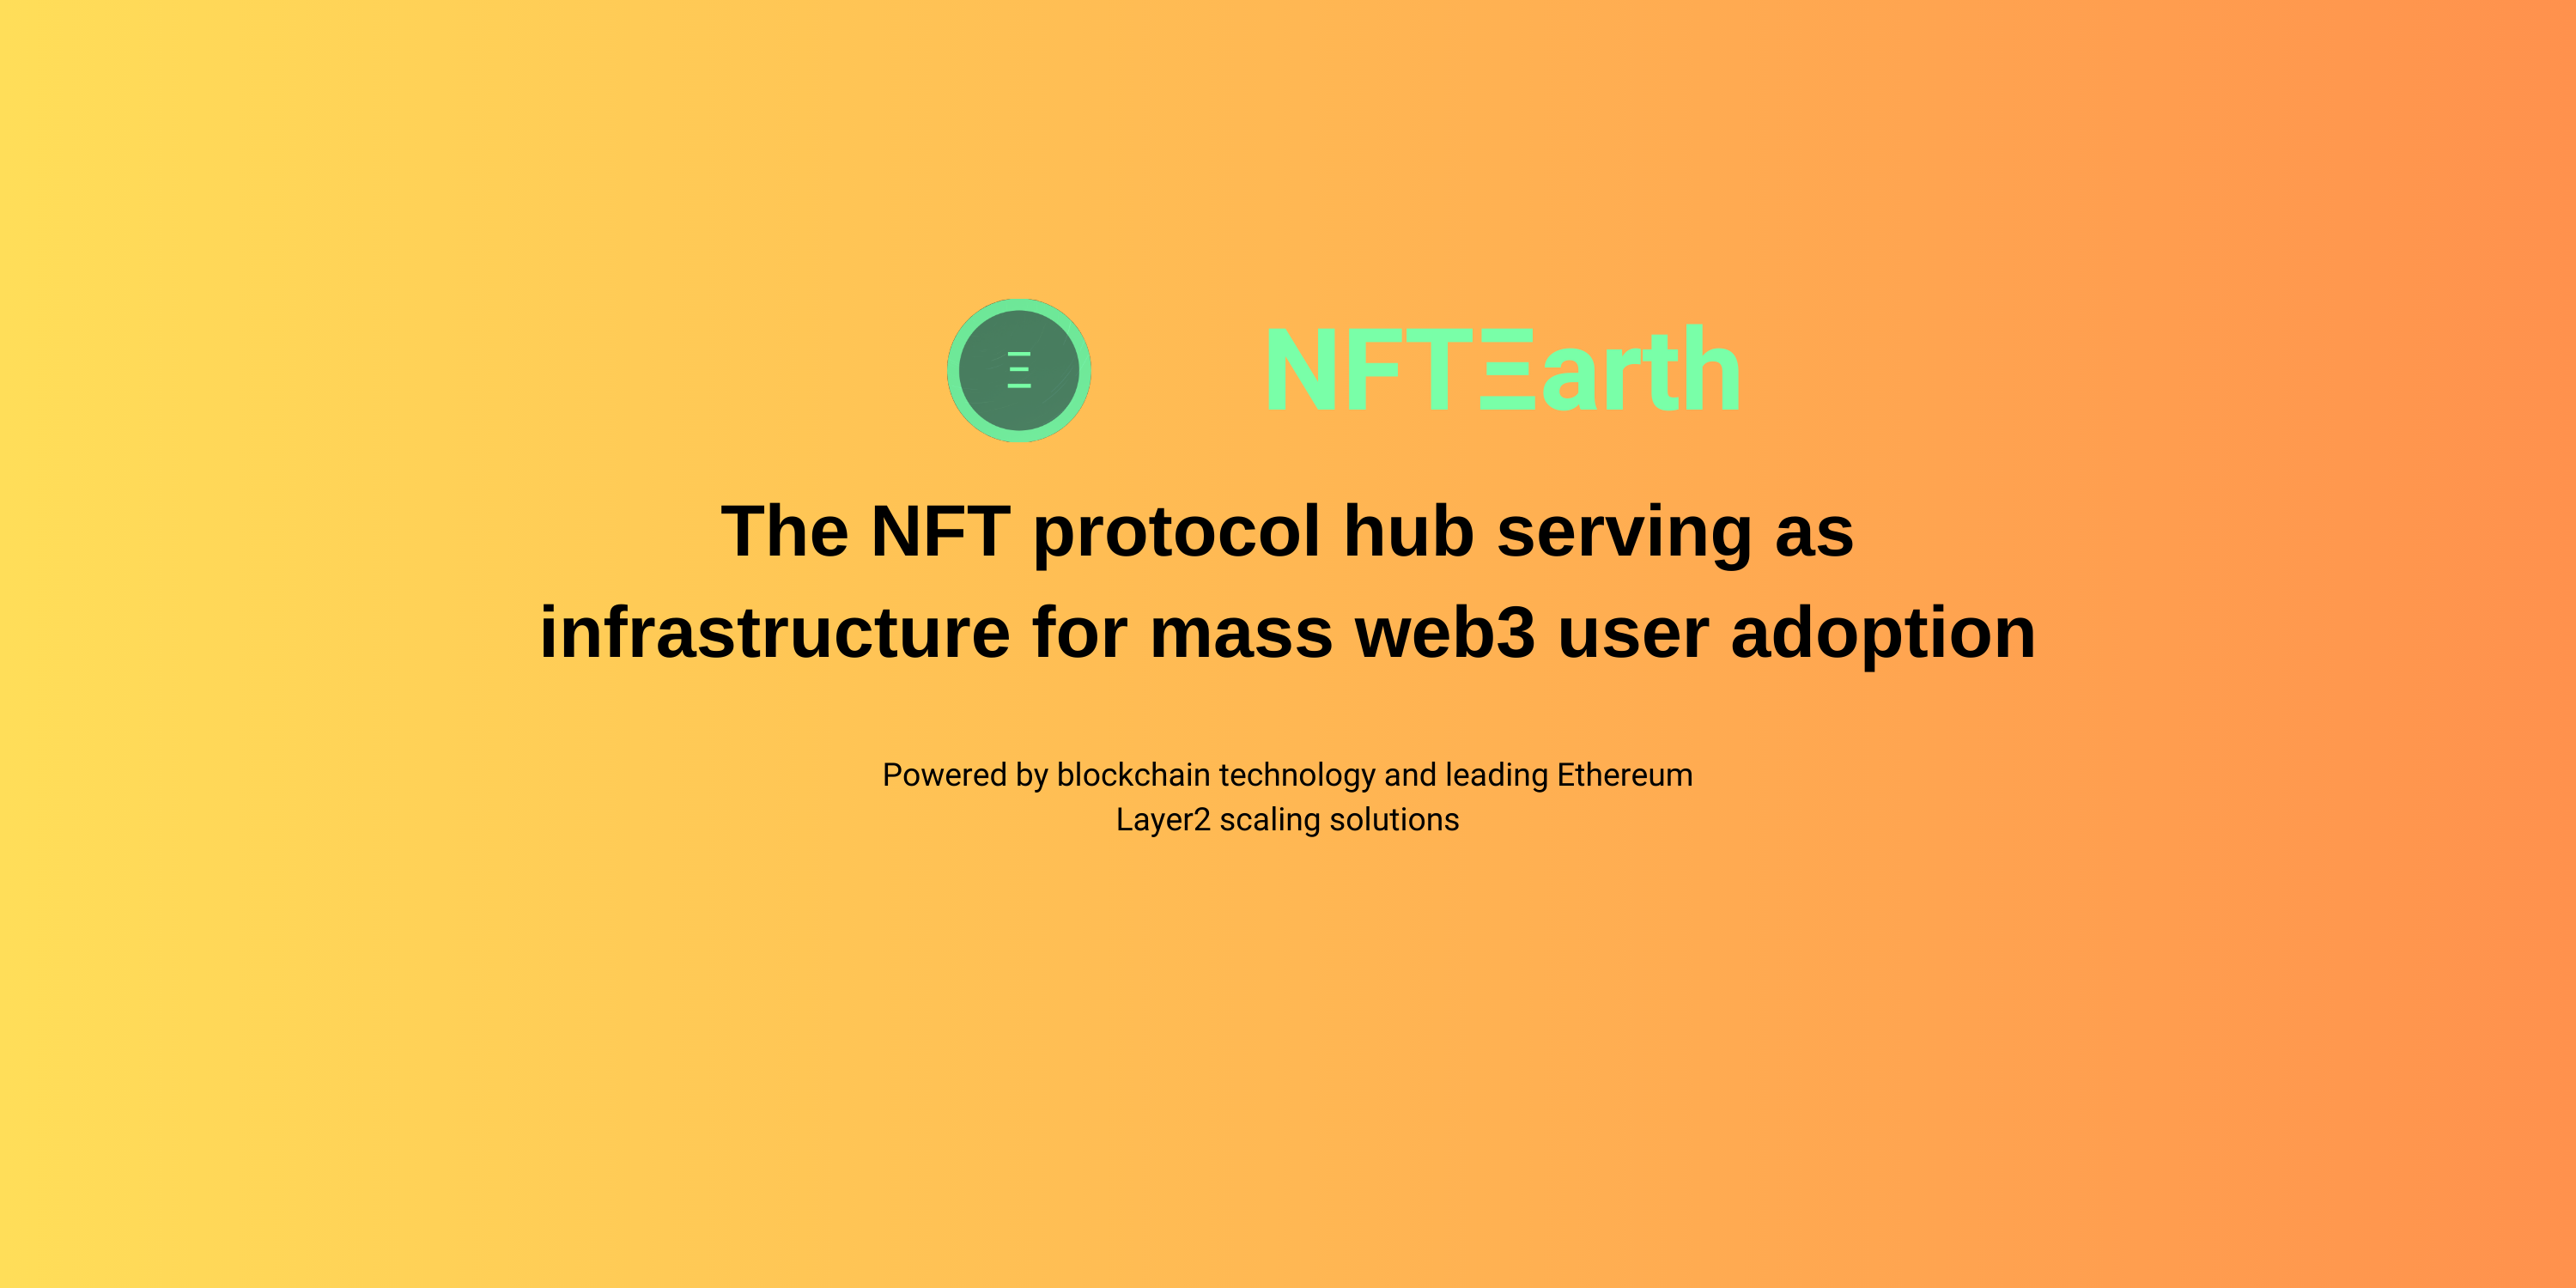 Ξ NFTΞarth
The NFT protocol hub serving as
infrastructure for mass web3 user adoption
Powered by blockchain technology and leading Ethereum
Layer2 scaling solutions